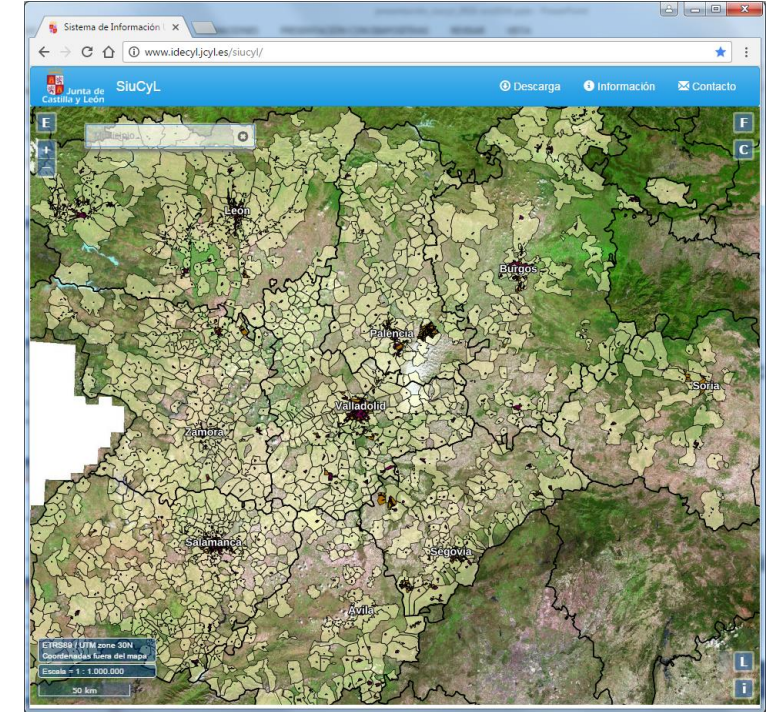 Sistema de Información
www.idecyl.jcyl.es/siucyl/
Junta de
Castilla y León
SiuCyL
Descarga
Información
Contacto
E
Municipio...
F
+
C
León
Burgos
Palencia
Soria
Valladolid
Zamora
Salamanca
Segovia
Ávila
ETRS89 / UTM zone 30N
Coordenadas fuera del mapa
Escala = 1 : 1.000.000
50 km
L
i